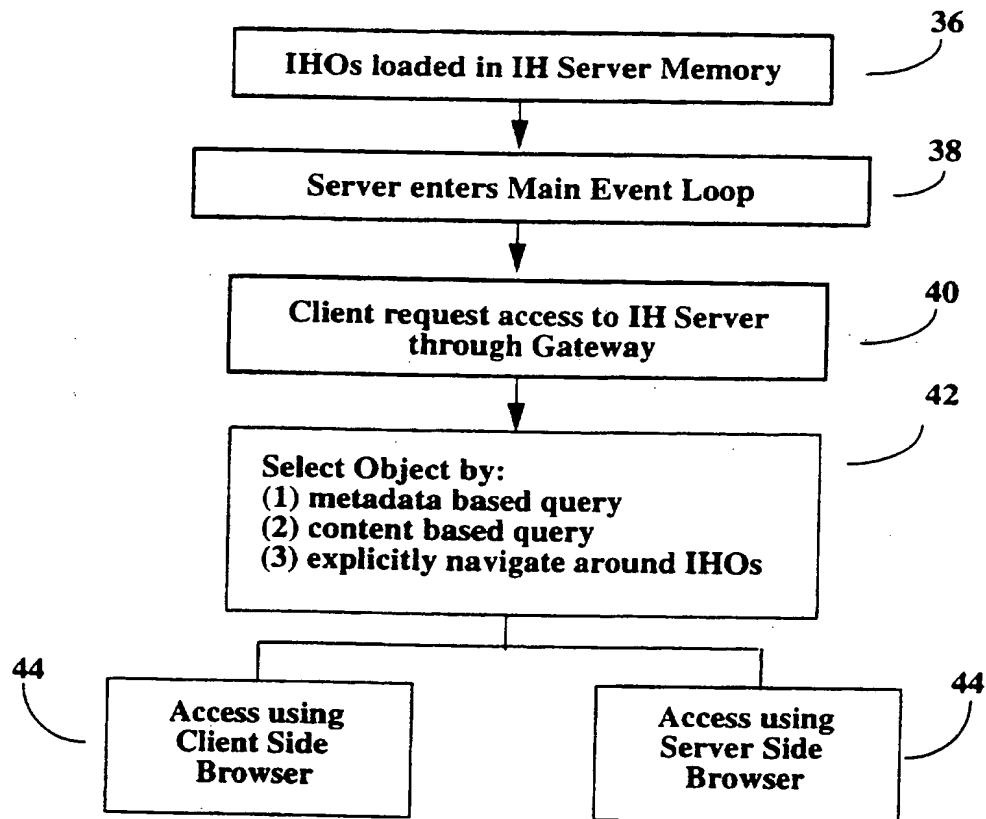 36
IHOs loaded in IH Server Memory
38
Server enters Main Event Loop
40
Client request access to IH Server
through Gateway
42
Select Object by:
(1) metadata based query
(2) content based query
(3) explicitly navigate around IHOs
44
Access using
Client Side
Browser
44
Access using
Server Side
Browser